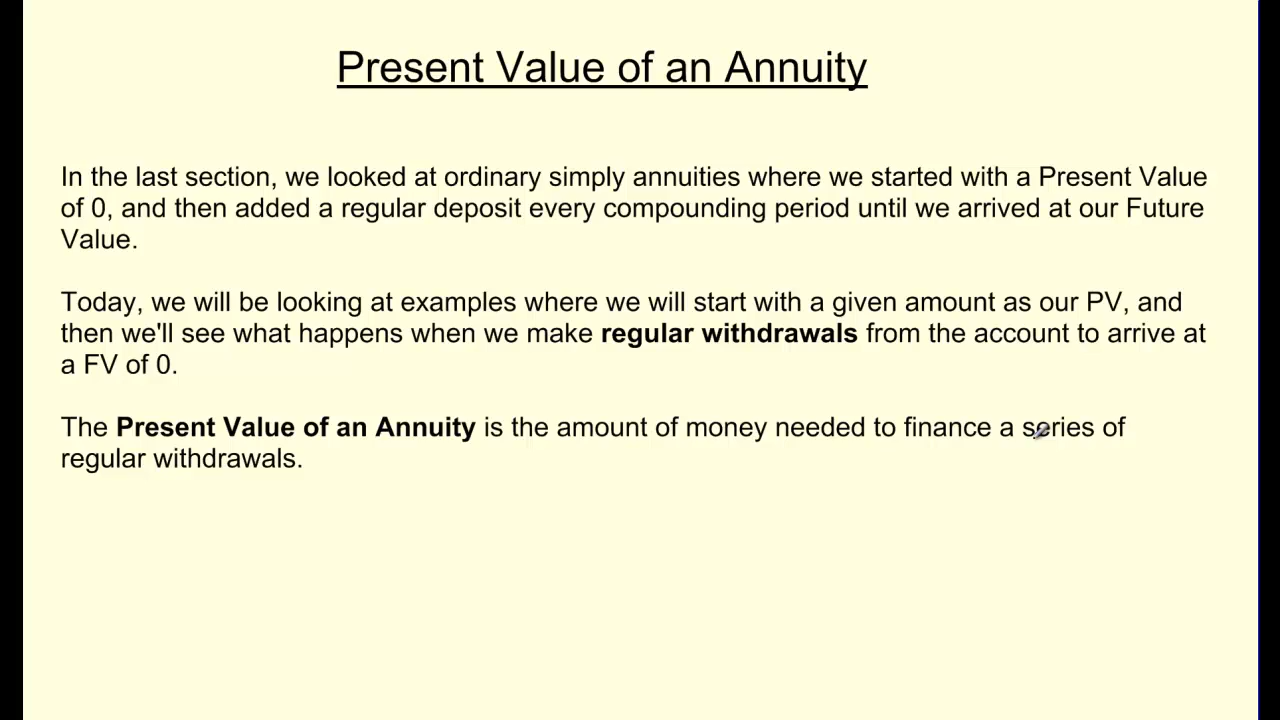 Present Value of an Annuity
In the last section, we looked at ordinary simply annuities where we started with a Present Value
of 0, and then added a regular deposit every compounding period until we arrived at our Future
Value.
Today, we will be looking at examples where we will start with a given amount as our PV, and
then we'll see what happens when we make regular withdrawals from the account to arrive at
a FV of 0.
The Present Value of an Annuity is the amount of money needed to finance a series of
regular withdrawals.